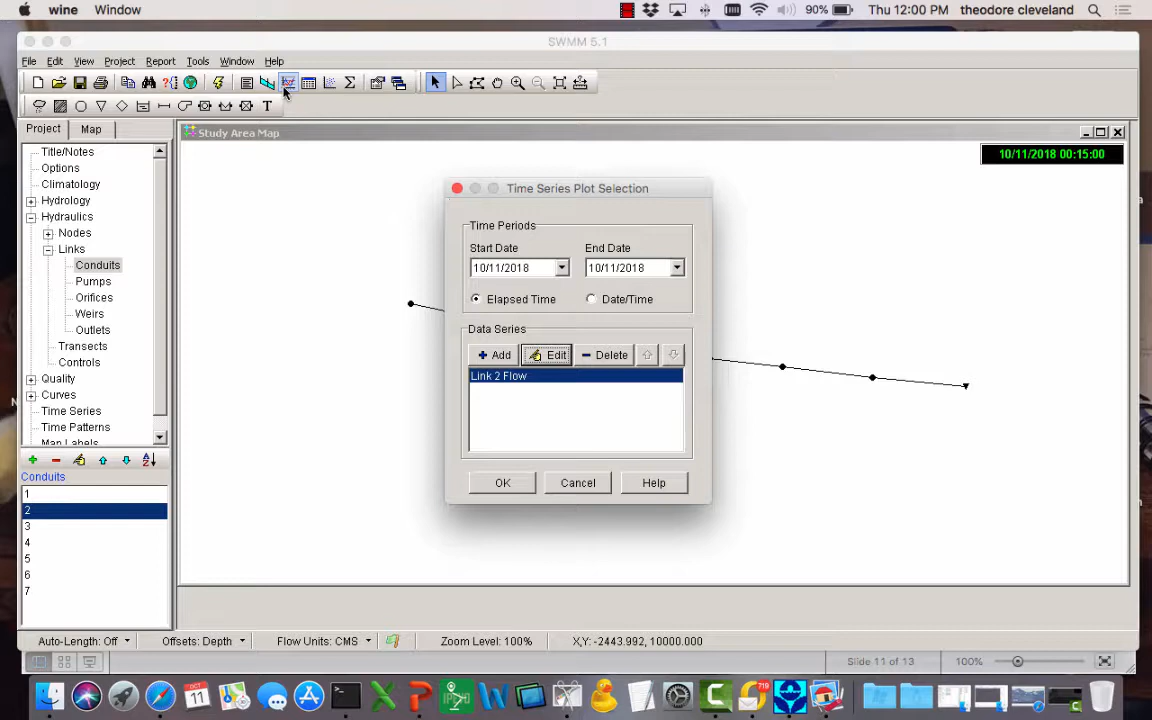 wine Window
90% Thu 12:00 PM theodore cleveland
SWMM 5.1
File Edit View Project Report Tools Window Help
Project Map
Study Area Map
10/11/2018 00:15:00
Title/Notes
Options
Climatology
Hydrology
Hydraulics
Nodes
Links
Conduits
Pumps
Orifices
Weirs
Outlets
Transects
Controls
Quality
Curves
Time Series
Time Patterns
Map Labels
Conduits
1
2
3
4
5
6
7
Time Series Plot Selection
Time Periods
Start Date End Date
10/11/2018 10/11/2018
Elapsed Time Date/Time
Data Series
Add Edit Delete
Link 2 Flow
OK Cancel Help
Auto-Length: Off Offsets: Depth Flow Units: CMS Zoom Level: 100% X,Y: -2443.992, 10000.000
Slide 11 of 13 100%
OCT
11
719